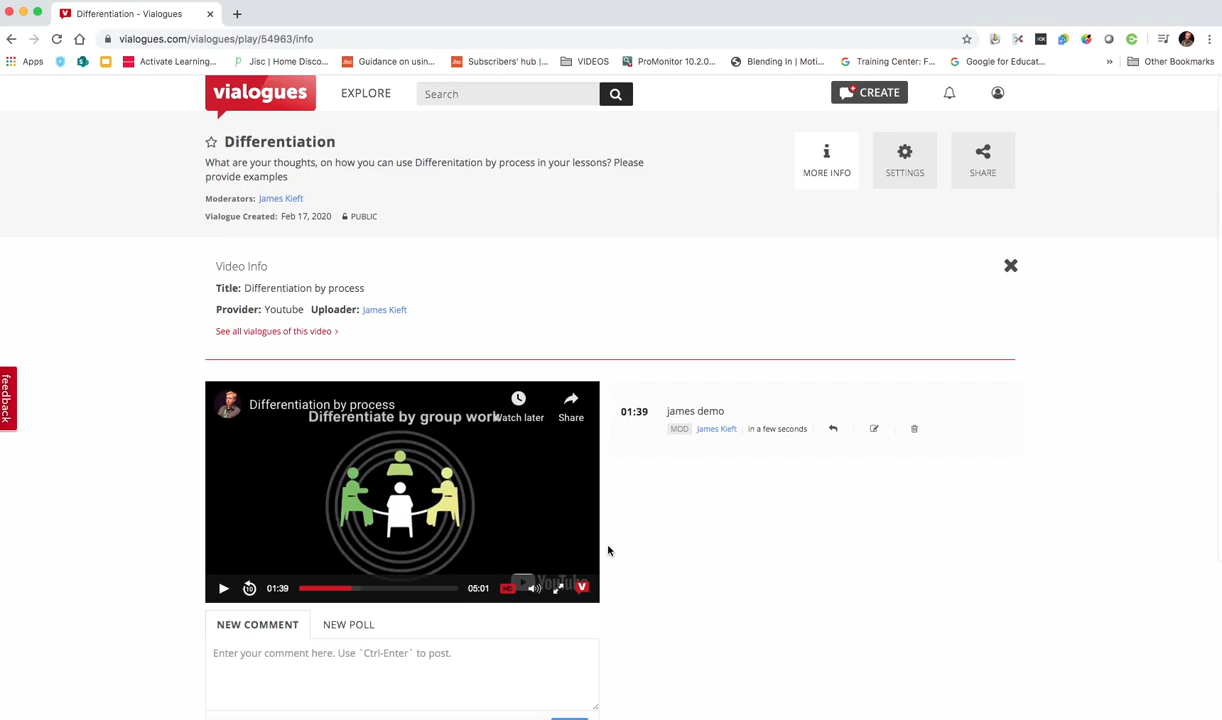 Differentiation - Vialogues
vialogues.com/vialogues/play/54963/info
Apps
Activate Learning...
Jisc | Home Disco...
Guidance on usin...
Subscribers' hub |...
VIDEOS
ProMonitor 10.2.0...
Blending In | Moti...
Training Center: F...
Google for Educat...
»
Other Bookmarks
vialogues
EXPLORE
Search
CREATE
Differentiation
What are your thoughts, on how you can use Differenitation by process in your lessons? Please
provide examples
Moderators: James Kieft
Vialogue Created: Feb 17, 2020 PUBLIC
MORE INFO
SETTINGS
SHARE
Video Info
Title: Differentiation by process
Provider: Youtube Uploader: James Kieft
See all vialogues of this video ›
feedback
Differentiation by process
Differentiate by group work
Watch later
Share
01:39
05:01
HD
YouTube
01:39 james demo
MOD James Kieft in a few seconds
NEW COMMENT
NEW POLL
Enter your comment here. Use `Ctrl-Enter` to post.